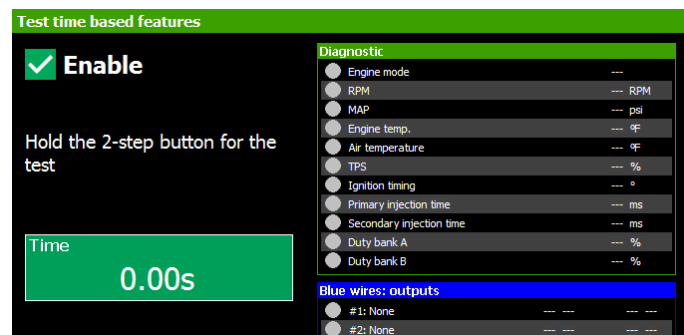 Test time based features
Enable
Hold the 2-step button for the
test
Time
0.00s
Diagnostic
Engine mode ---
RPM --- RPM
MAP --- psi
Engine temp. --- ºF
Air temperature --- ºF
TPS --- %
Ignition timing --- º
Primary injection time --- ms
Secondary injection time --- ms
Duty bank A --- %
Duty bank B --- %
Blue wires: outputs
#1: None --- --- --- ---
#2: None --- --- --- ---